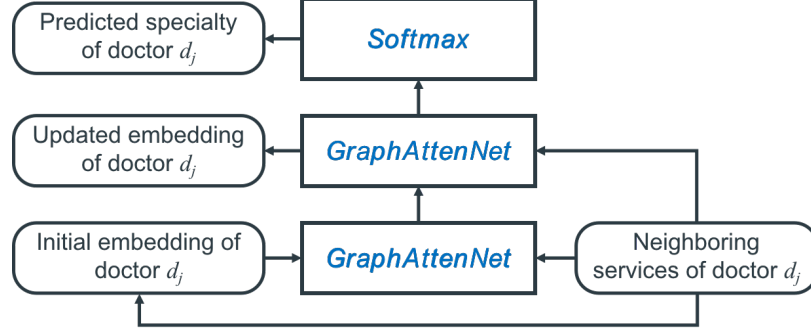 Predicted specialty
of doctor dj
Softmax
Updated embedding
of doctor dj
GraphAttenNet
Initial embedding of
doctor dj
GraphAttenNet
Neighboring
services of doctor dj